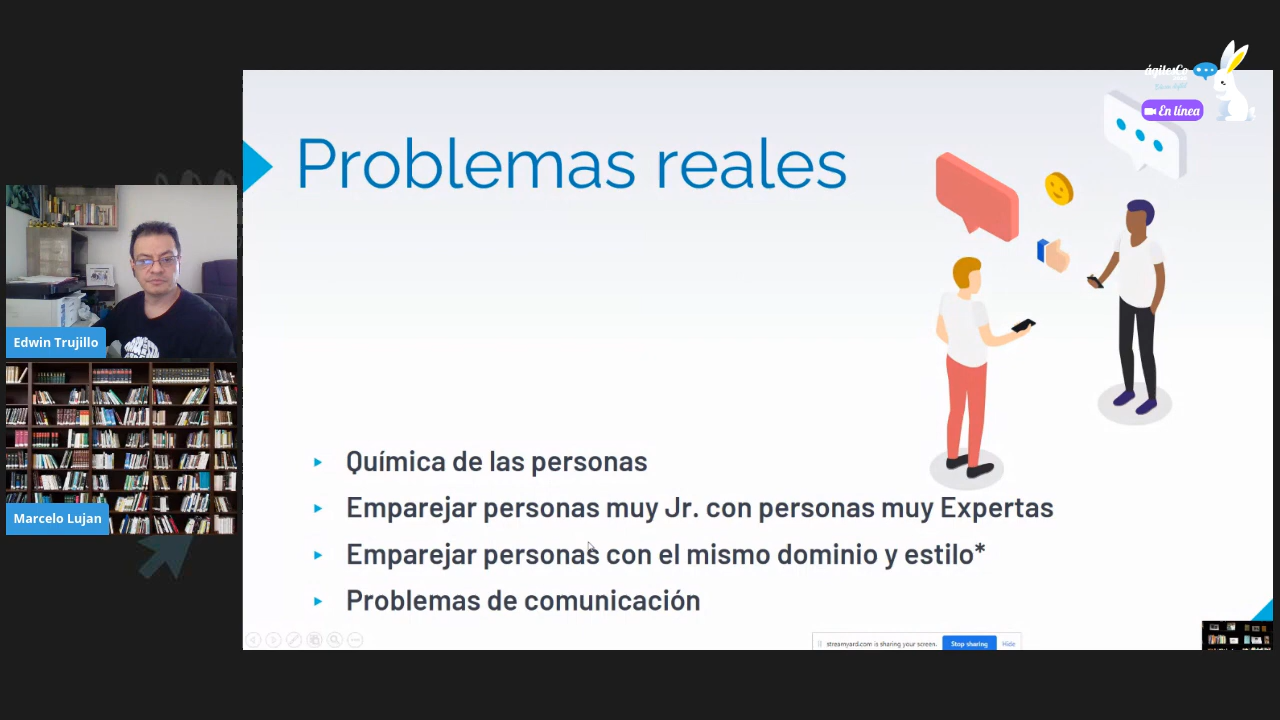 ágilesCo
En línea
Problemas reales
Edwin Trujillo
Química de las personas
Emparejar personas muy Jr. con personas muy Expertas
Marcelo Lujan
Emparejar personas con el mismo dominio y estilo*
Problemas de comunicación
streamyard.com is sharing your screen.
Stop sharing
Hide